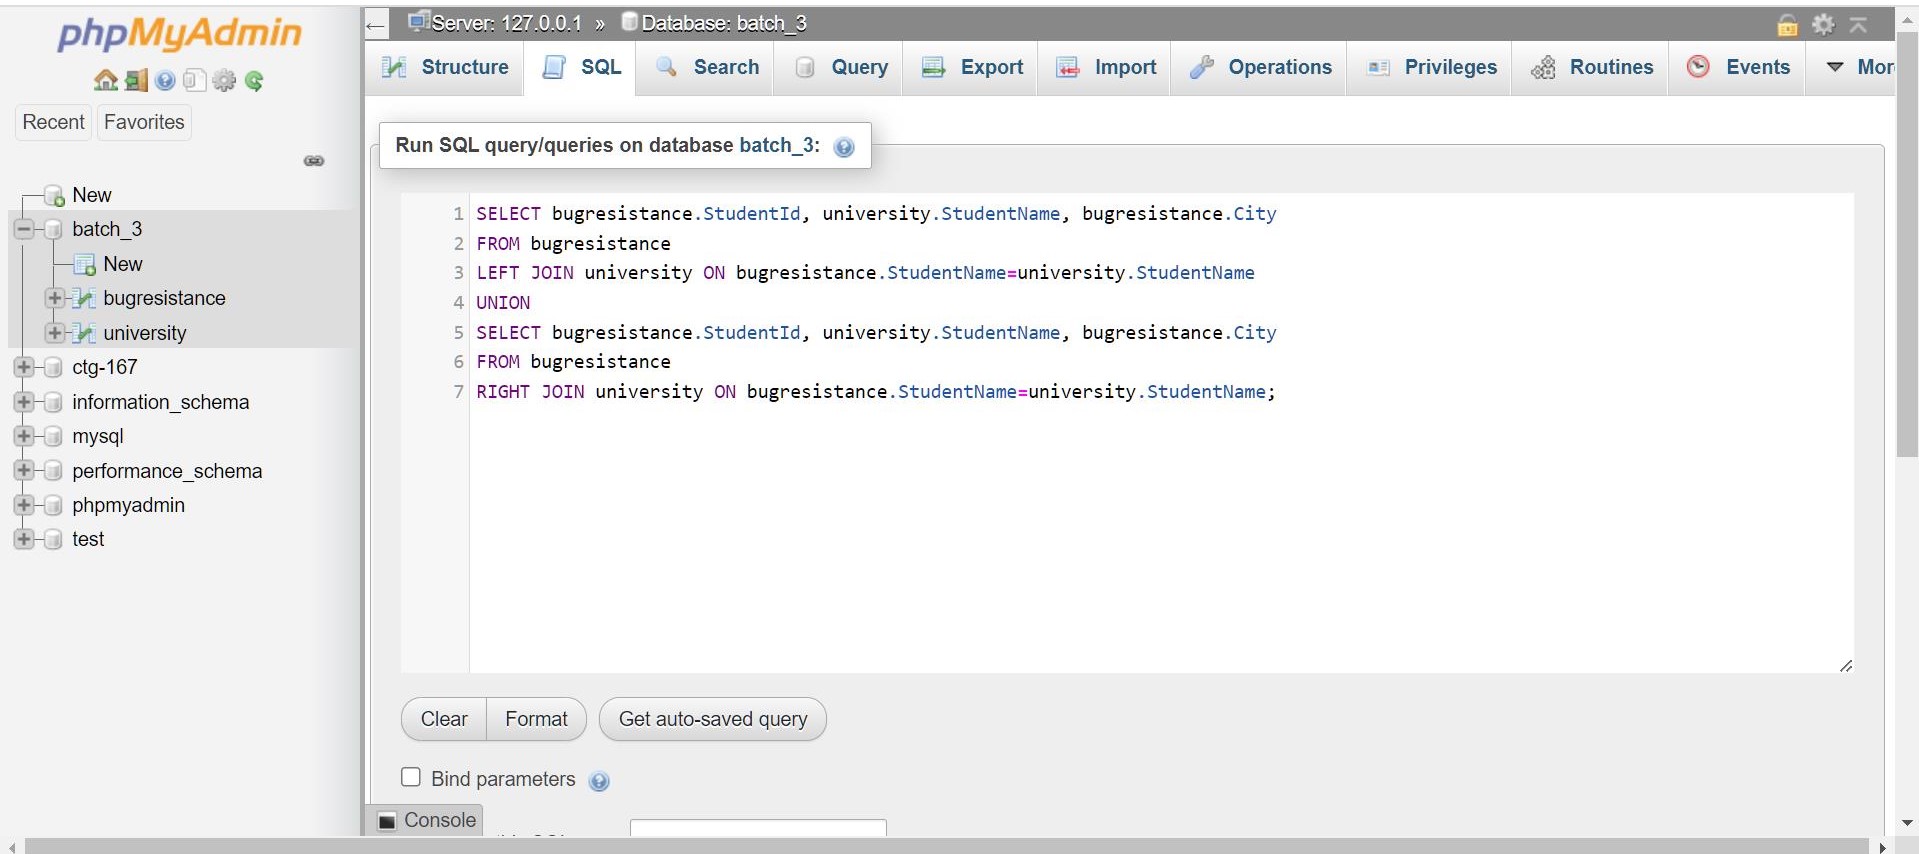 phpMyAdmin
Recent Favorites
New
batch_3
New
bugresistance
university
ctg-167
information_schema
mysql
performance_schema
phpmyadmin
test
Server: 127.0.0.1 » Database: batch_3
Structure SQL Search Query Export Import Operations Privileges Routines Events
Run SQL query/queries on database batch_3:
1 SELECT bugresistance.StudentId, university.StudentName, bugresistance.City
2 FROM bugresistance
3 LEFT JOIN university ON bugresistance.StudentName=university.StudentName
4 UNION
5 SELECT bugresistance.StudentId, university.StudentName, bugresistance.City
6 FROM bugresistance
7 RIGHT JOIN university ON bugresistance.StudentName=university.StudentName;
Clear Format Get auto-saved query
Bind parameters
Console